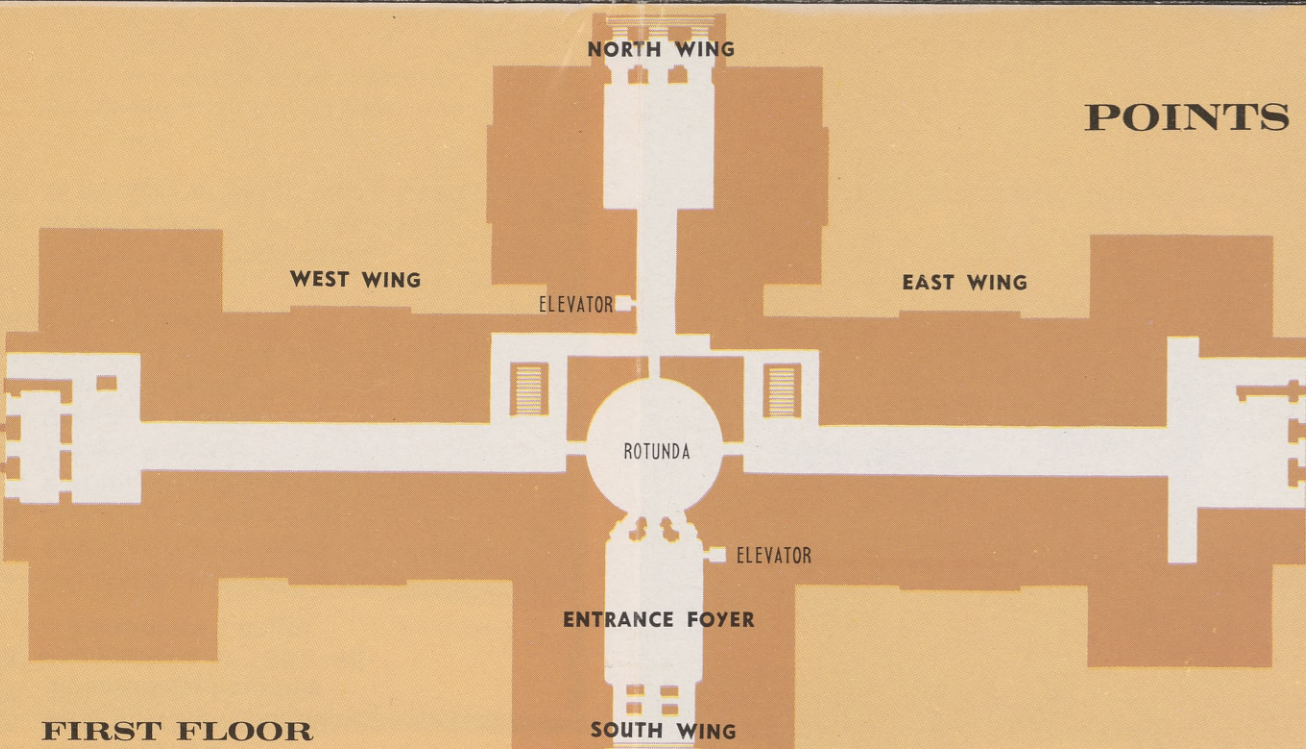 NORTH WING
POINTS
WEST WING
EAST WING
ELEVATOR
ROTUNDA
ELEVATOR
ENTRANCE FOYER
FIRST FLOOR
SOUTH WING